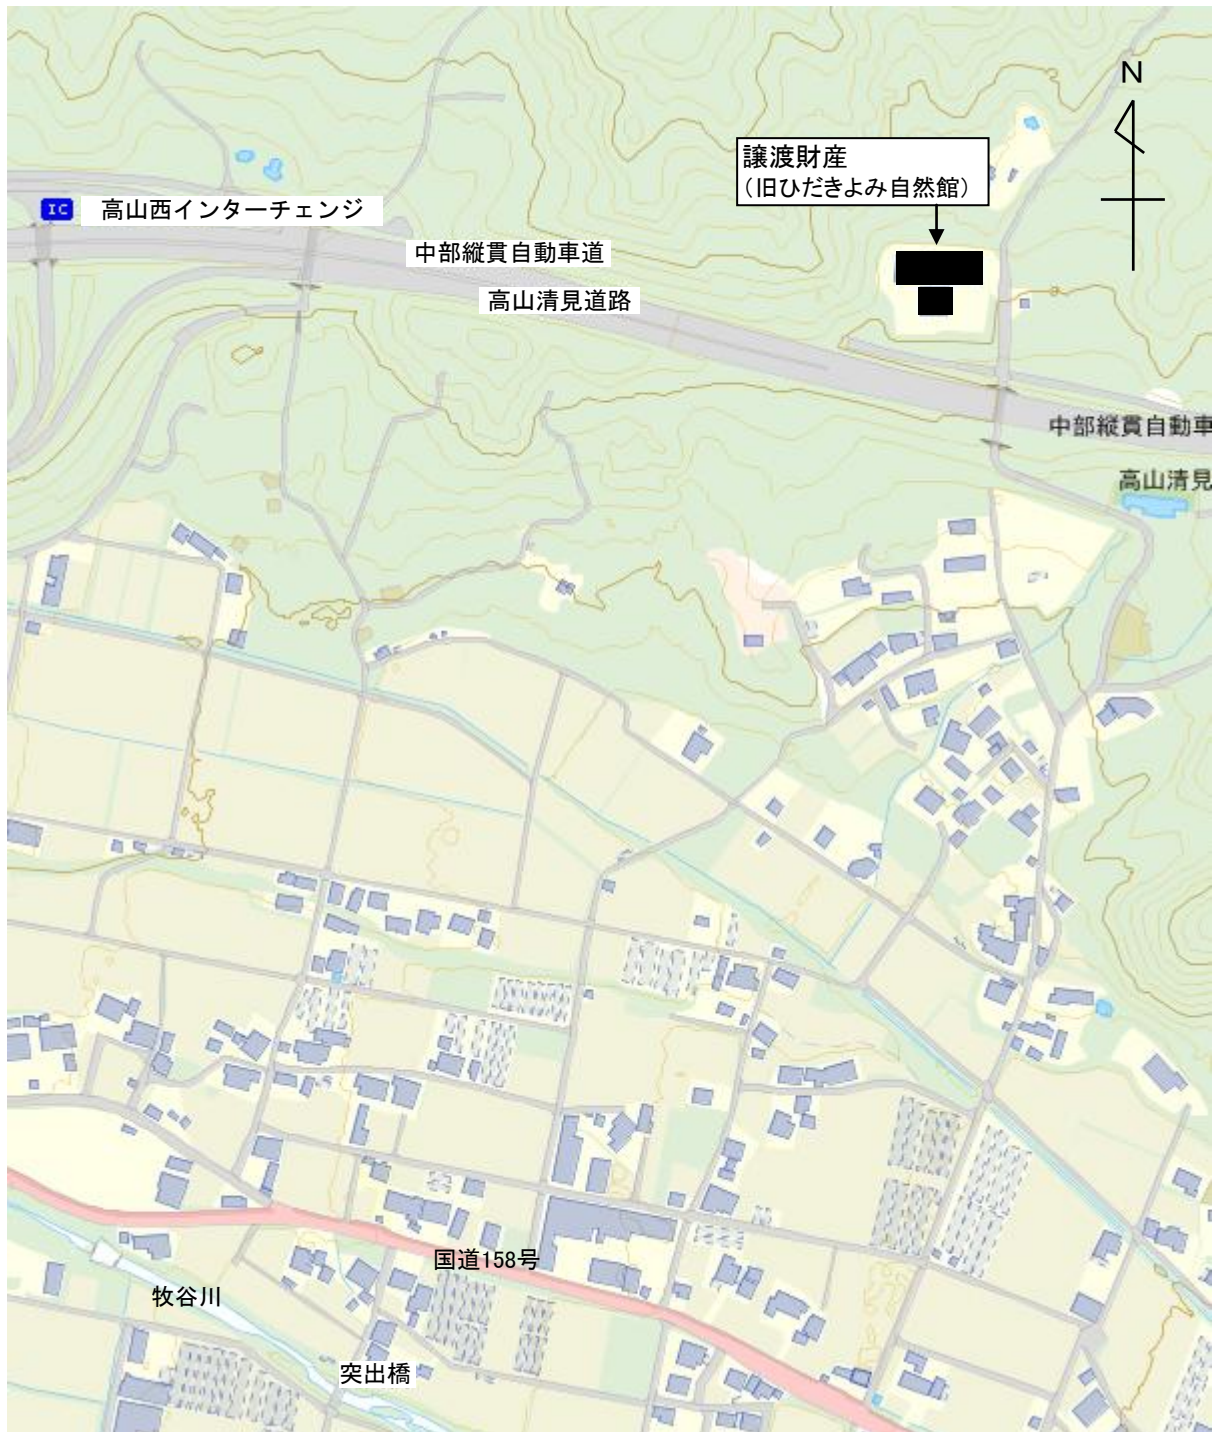 N
譲渡財産
（旧ひだきよみ自然館）
IC 高山西インターチェンジ
中部縦貫自動車道
高山清見道路
中部縦貫自動車
高山清見
国道158号
牧谷川
突出橋